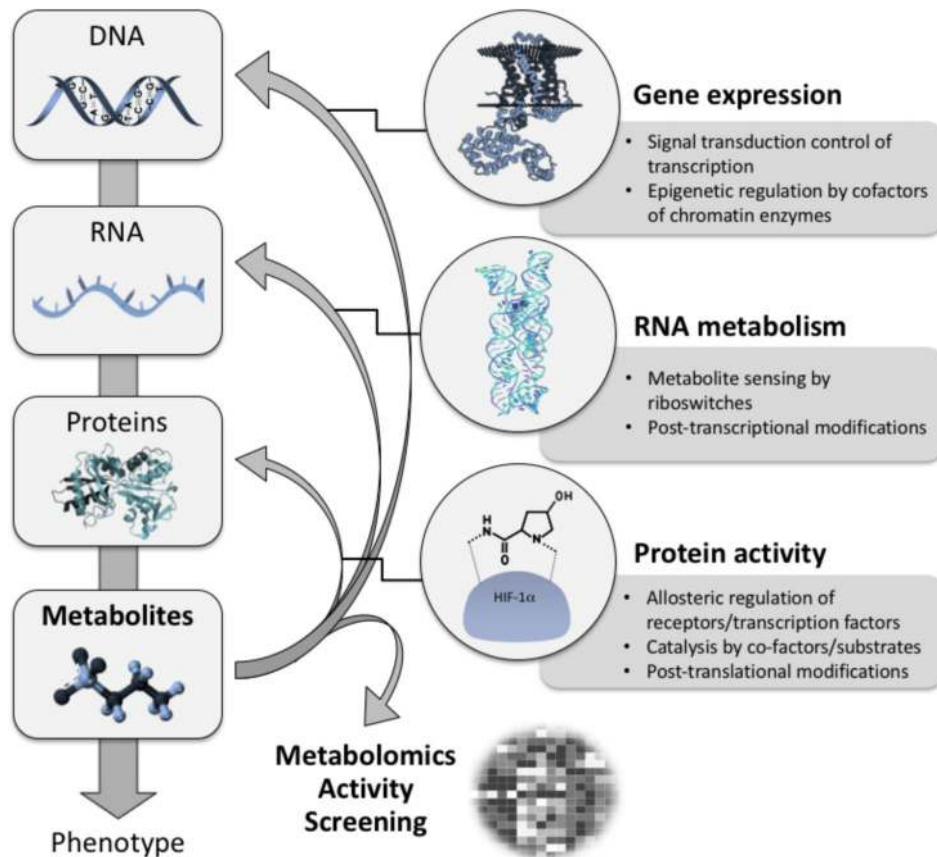 DNA
RNA
Proteins
Metabolites
Phenotype
Gene expression
• Signal transduction control of
transcription
• Epigenetic regulation by cofactors
of chromatin enzymes
RNA metabolism
• Metabolite sensing by
riboswitches
• Post-transcriptional modifications
OH
H
N
N
O
HIF-1α
Protein activity
• Allosteric regulation of
receptors/transcription factors
• Catalysis by co-factors/substrates
• Post-translational modifications
Metabolomics
Activity
Screening